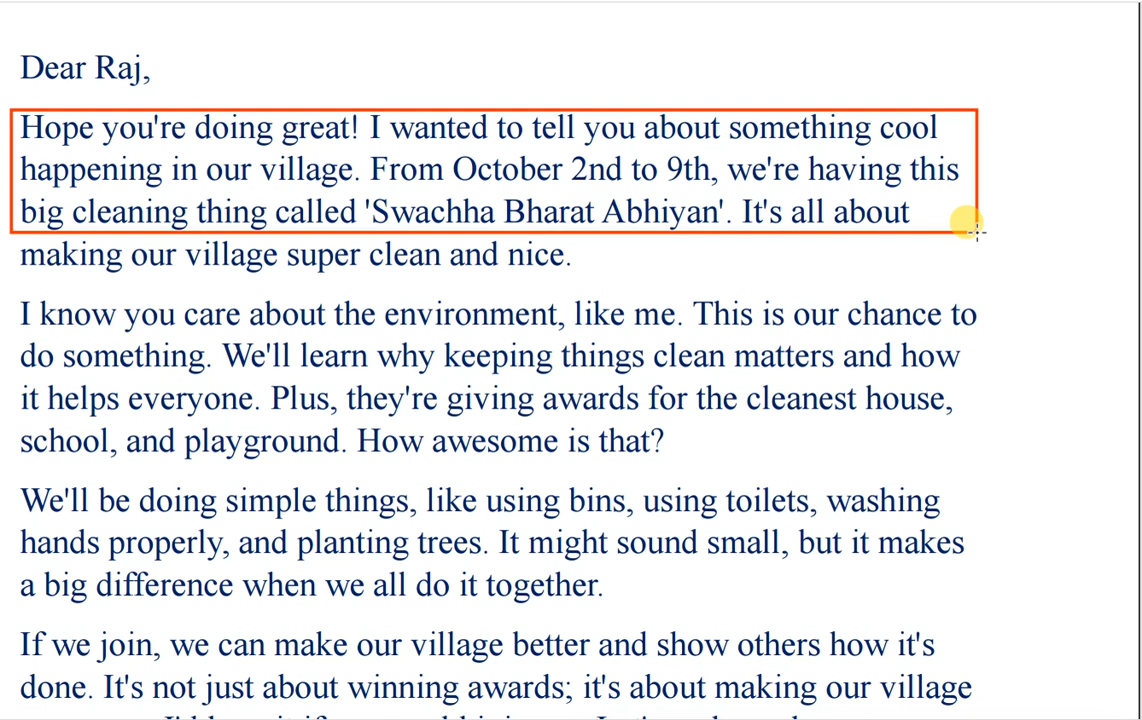 Dear Raj,
Hope you're doing great! I wanted to tell you about something cool
happening in our village. From October 2nd to 9th, we're having this
big cleaning thing called 'Swachha Bharat Abhiyan'. It's all about
making our village super clean and nice.
I know you care about the environment, like me. This is our chance to
do something. We'll learn why keeping things clean matters and how
it helps everyone. Plus, they're giving awards for the cleanest house,
school, and playground. How awesome is that?
We'll be doing simple things, like using bins, using toilets, washing
hands properly, and planting trees. It might sound small, but it makes
a big difference when we all do it together.
If we join, we can make our village better and show others how it's
done. It's not just about winning awards; it's about making our village